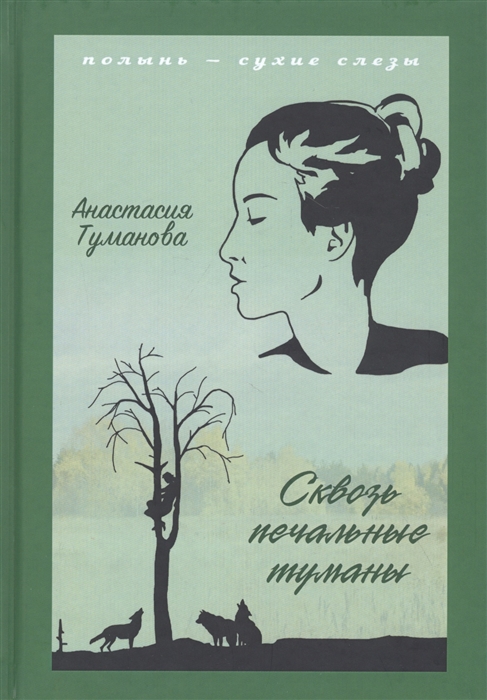 полынь – сухие слезы
Анастасия
Туманова
Сквозь
печальные
туманы